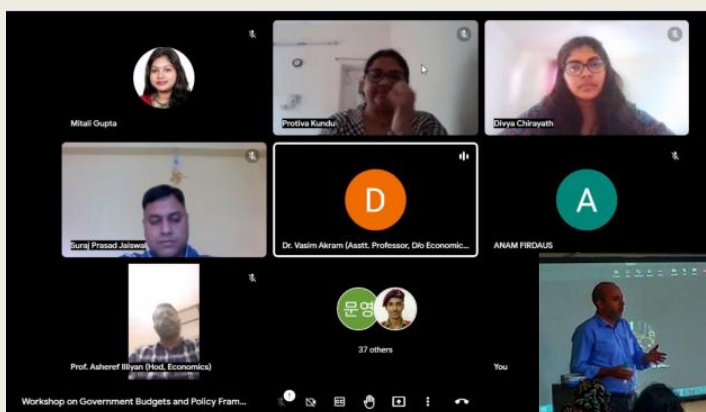 Mitali Gupta
Protiva Kundu
Divya Chirayath
Suraj Prasad Jaiswal
D
Dr. Vasim Akram (Asstt. Professor, D/o Economic...
A
ANAM FIRDAUS
Prof. Asheref Illiyan (Hod. Economics)
문영
37 others
You
Workshop on Government Budgets and Policy Fram...